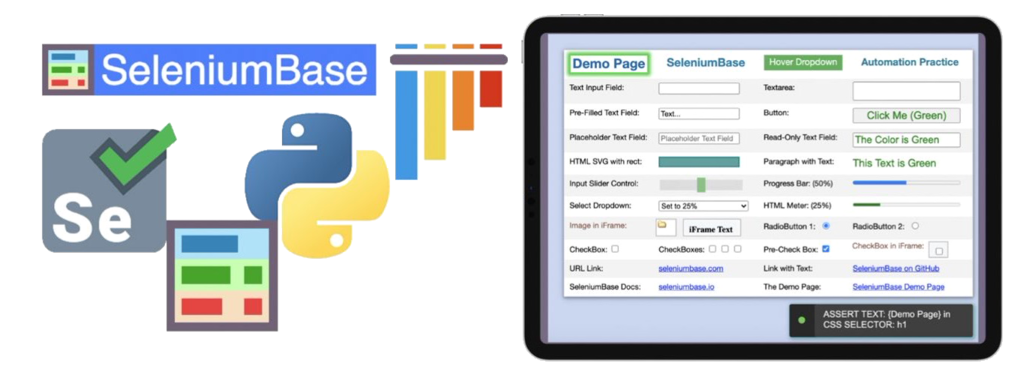 SeleniumBase
Se
Demo Page
SeleniumBase
Hover Dropdown
Automation Practice
Text Input Field:
Textarea:
Pre-Filled Text Field:
Text...
Button:
Click Me (Green)
Placeholder Text Field:
Placeholder Text Field
Read-Only Text Field:
The Color is Green
HTML SVG with rect:
Paragraph with Text:
This Text is Green
Input Slider Control:
Progress Bar: (50%)
Select Dropdown:
Set to 25%
HTML Meter: (25%)
Image in iFrame:
iFrame Text
RadioButton 1:
RadioButton 2:
CheckBox:
CheckBoxes:
Pre-Check Box:
CheckBox in iFrame:
URL Link:
seleniumbase.com
Link with Text:
SeleniumBase on GitHub
SeleniumBase Docs:
seleniumbase.io
The Demo Page:
SeleniumBase Demo Page
ASSERT TEXT: {Demo Page} in
CSS SELECTOR: h1